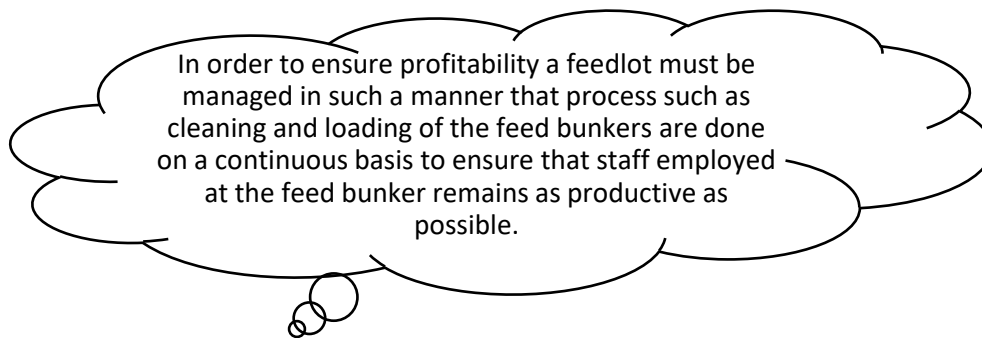 In order to ensure profitability a feedlot must be
managed in such a manner that process such as
cleaning and loading of the feed bunkers are done
on a continuous basis to ensure that staff employed
at the feed bunker remains as productive as
possible.